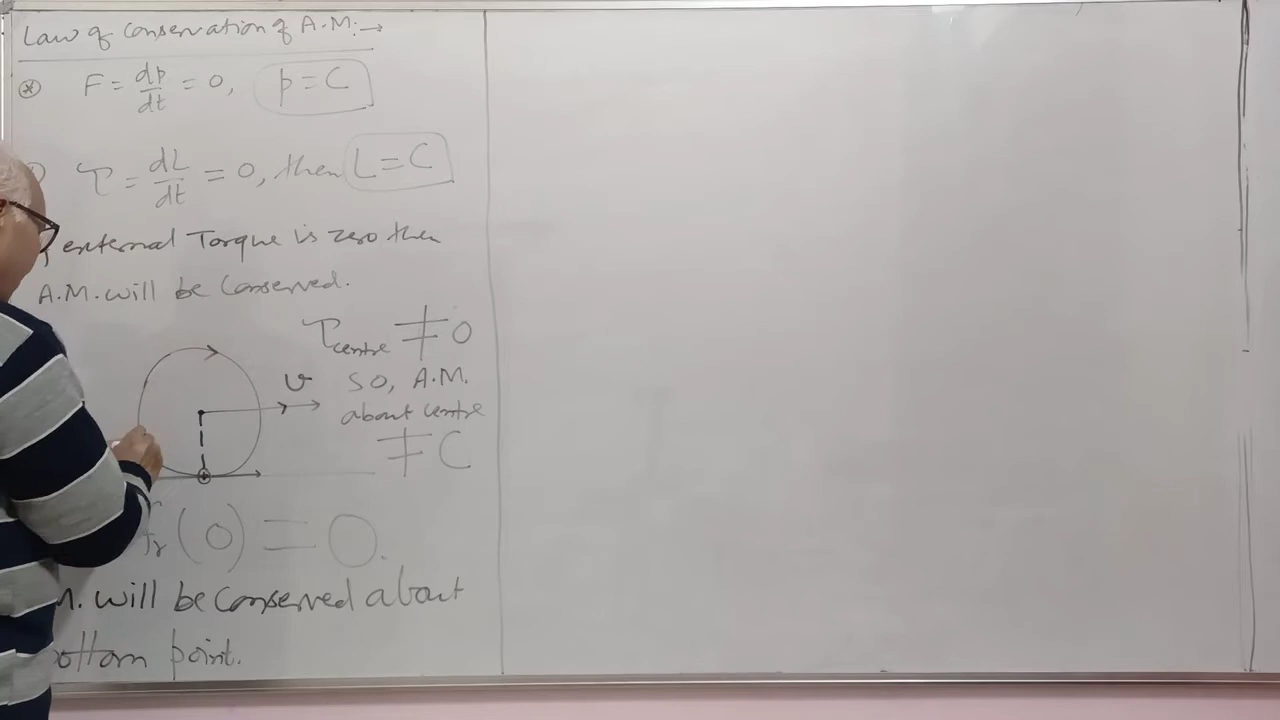 Law of Conservation of A.M:→
F = dp/dt = 0, p = C
τ = dL/dt = 0, then L = C
external Torque is zero then
A.M. will be Conserved.
τcentre ≠ 0
v so, A.M.
about centre
≠ C
(0) = 0.
M. will be conserved about
bottom point.